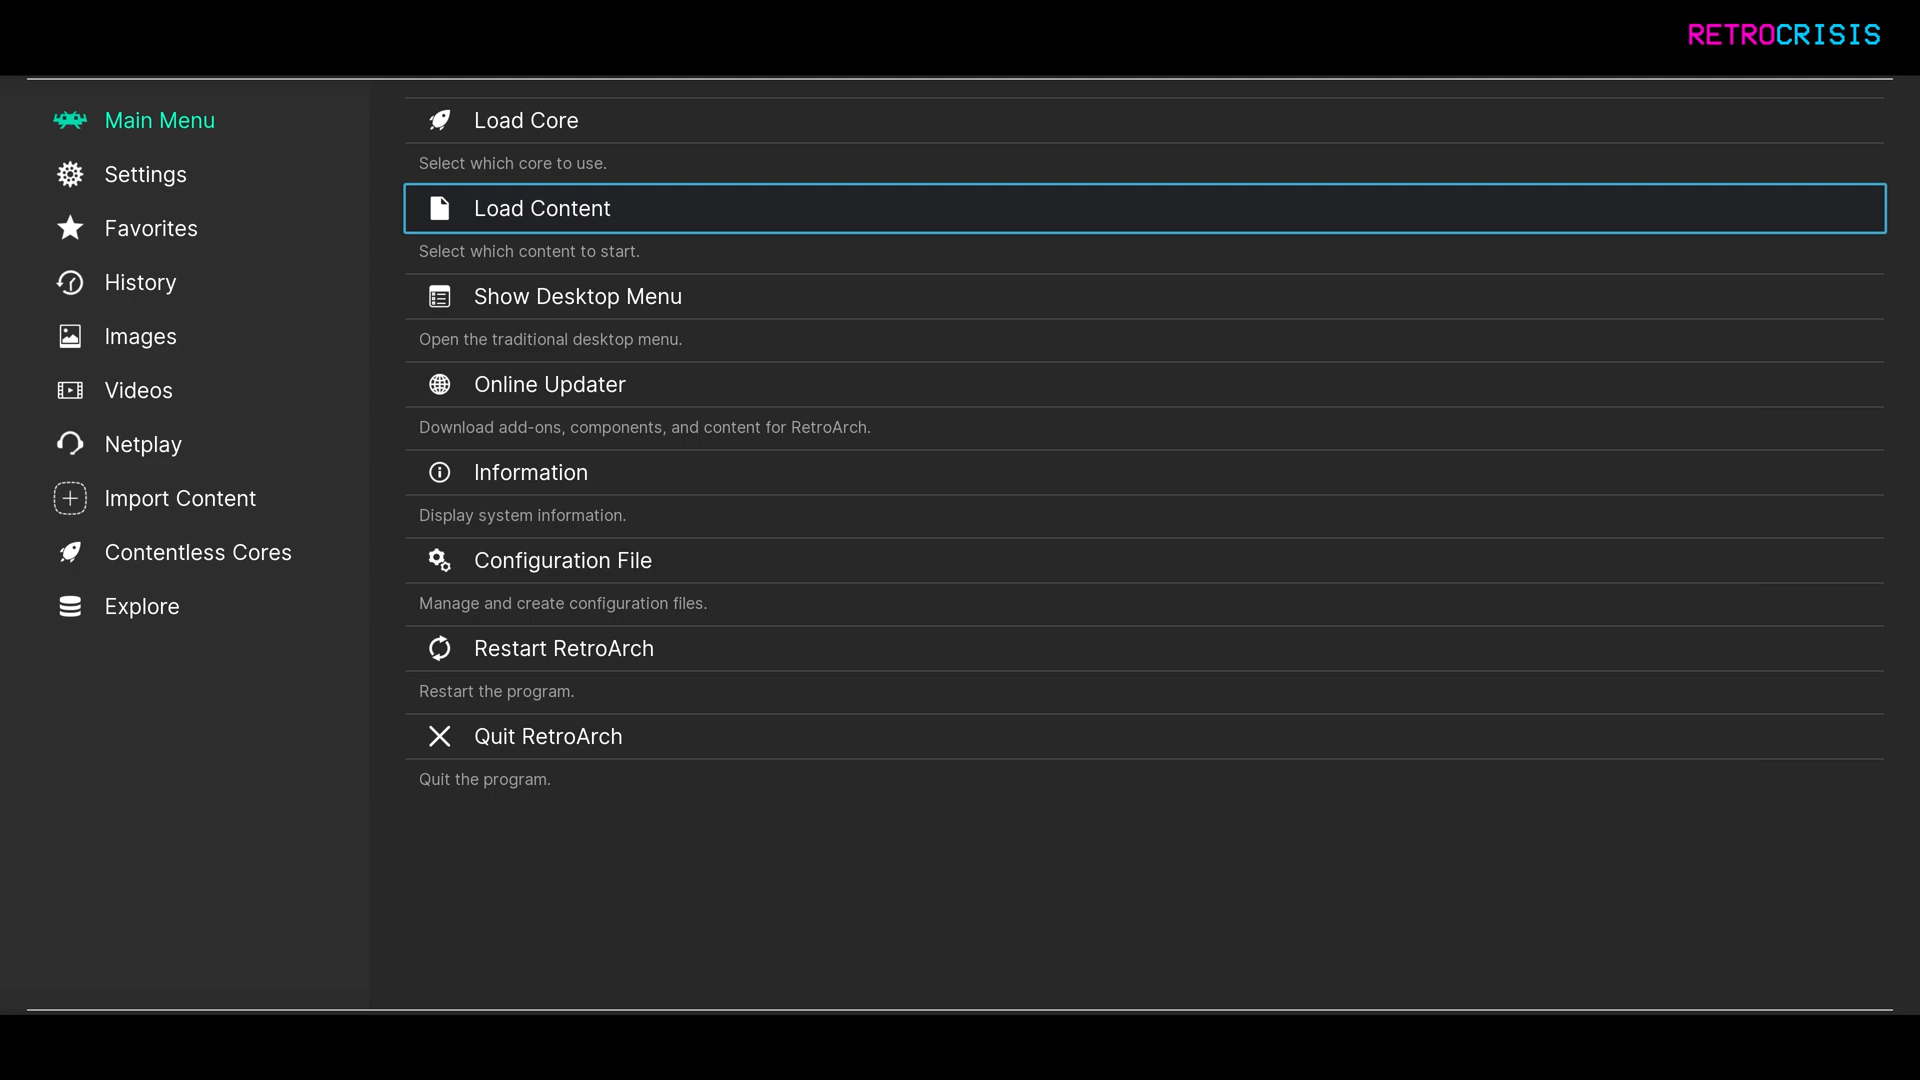 RETROCRISIS
Main Menu
Settings
Favorites
History
Images
Videos
Netplay
Import Content
Contentless Cores
Explore
Load Core
Select which core to use.
Load Content
Select which content to start.
Show Desktop Menu
Open the traditional desktop menu.
Online Updater
Download add-ons, components, and content for RetroArch.
Information
Display system information.
Configuration File
Manage and create configuration files.
Restart RetroArch
Restart the program.
Quit RetroArch
Quit the program.